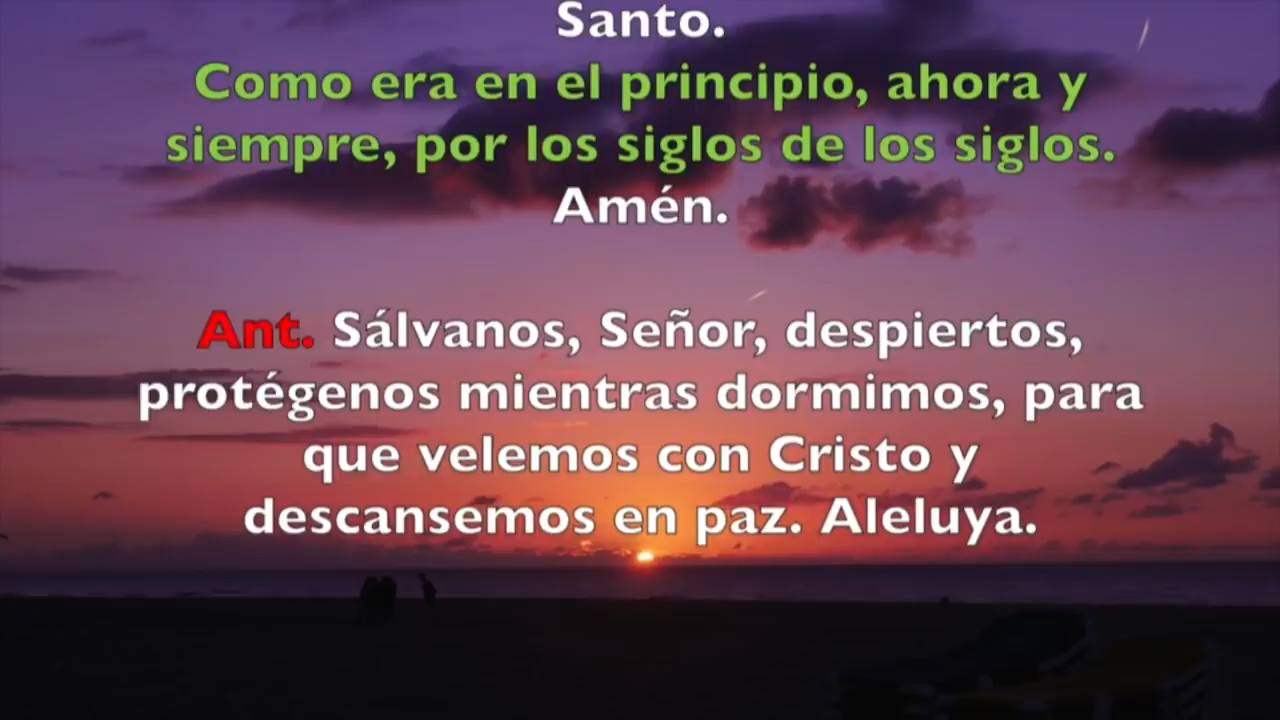 Santo.
Como era en el principio, ahora y
siempre, por los siglos de los siglos.
Amén.
Ant. Sálvanos, Señor, despiertos,
protégenos mientras dormimos, para
que velemos con Cristo y
descansemos en paz. Aleluya.